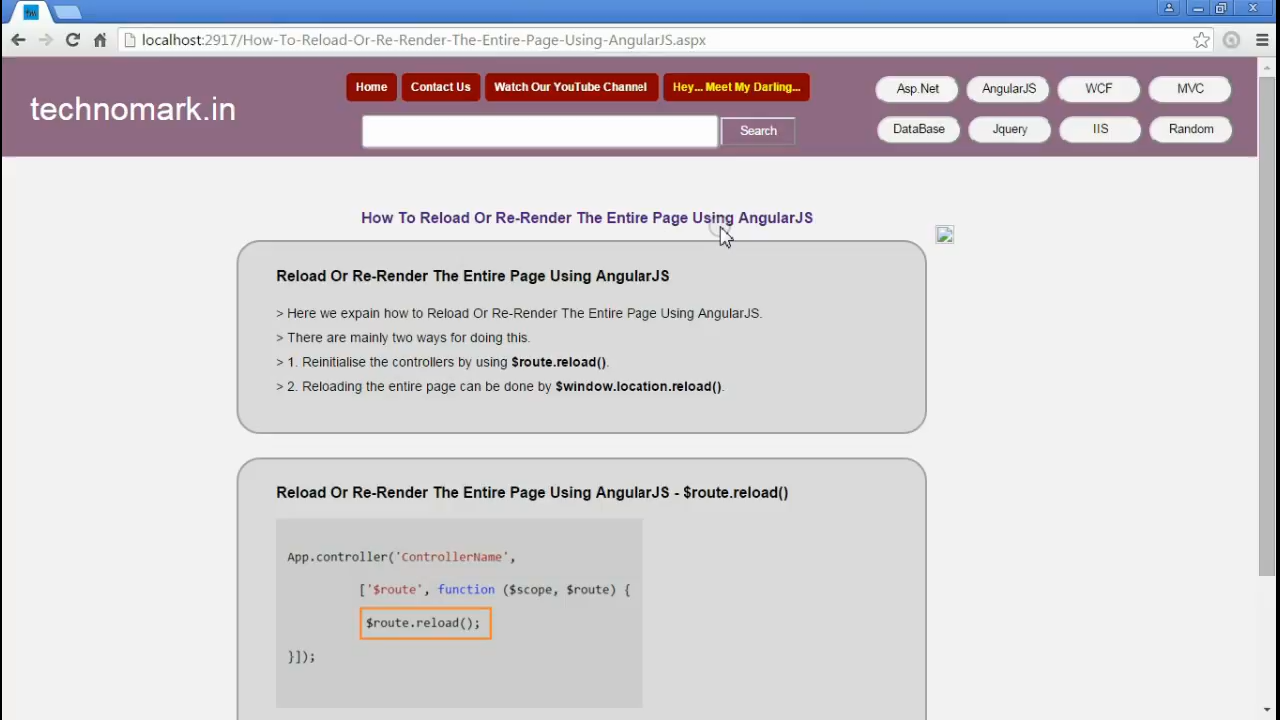 localhost:2917/How-To-Reload-Or-Re-Render-The-Entire-Page-Using-AngularJS.aspx
technomark.in
Home
Contact Us
Watch Our YouTube Channel
Hey... Meet My Darling...
Search
Asp.Net
AngularJS
WCF
MVC
DataBase
Jquery
IIS
Random
How To Reload Or Re-Render The Entire Page Using AngularJS
Reload Or Re-Render The Entire Page Using AngularJS
> Here we expain how to Reload Or Re-Render The Entire Page Using AngularJS.
> There are mainly two ways for doing this.
> 1. Reinitialise the controllers by using $route.reload().
> 2. Reloading the entire page can be done by $window.location.reload().
Reload Or Re-Render The Entire Page Using AngularJS - $route.reload()
App.controller('ControllerName',
['$route', function ($scope, $route) {
$route.reload();
}]);